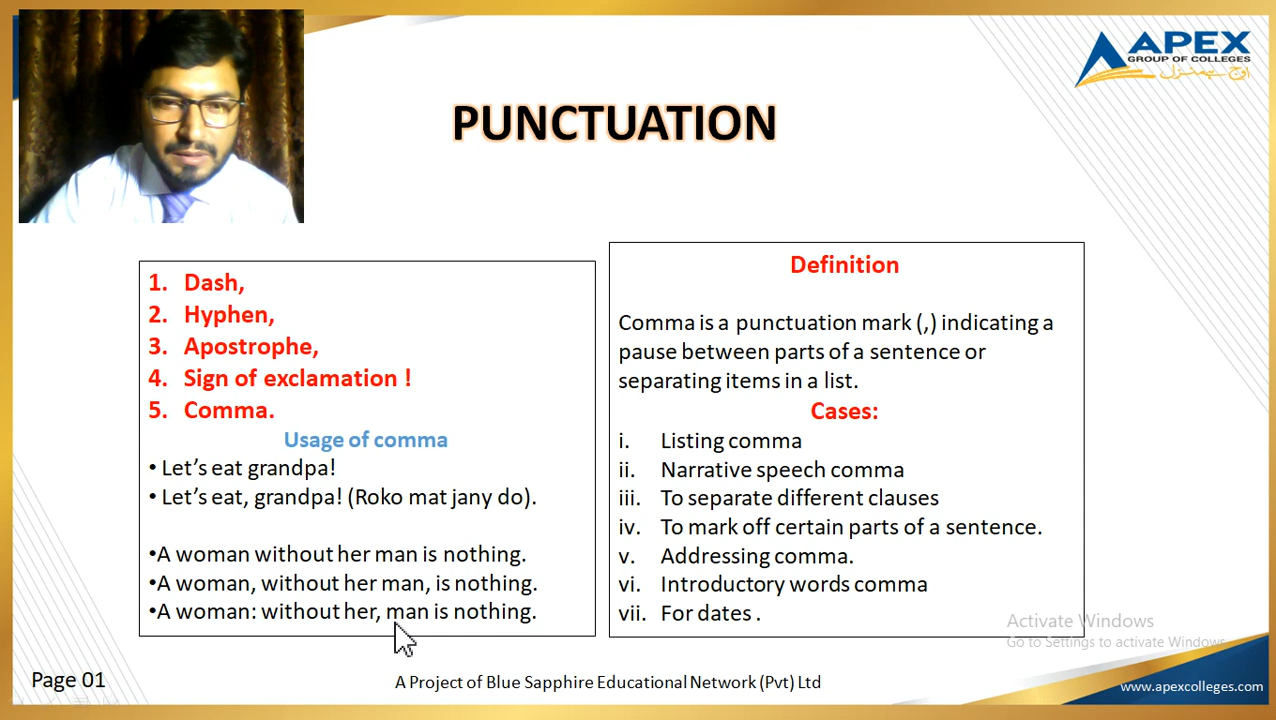 APEX
GROUP OF COLLEGES
اوج ہے منزل
PUNCTUATION
1. Dash,
2. Hyphen,
3. Apostrophe,
4. Sign of exclamation !
5. Comma.
Usage of comma
• Let’s eat grandpa!
• Let’s eat, grandpa! (Roko mat jany do).
•A woman without her man is nothing.
•A woman, without her man, is nothing.
•A woman: without her, man is nothing.
Definition
Comma is a punctuation mark (,) indicating a
pause between parts of a sentence or
separating items in a list.
Cases:
i. Listing comma
ii. Narrative speech comma
iii. To separate different clauses
iv. To mark off certain parts of a sentence.
v. Addressing comma.
vi. Introductory words comma
vii. For dates .
Activate Windows
Go to Settings to activate Windows.
Page 01
A Project of Blue Sapphire Educational Network (Pvt) Ltd
www.apexcolleges.com